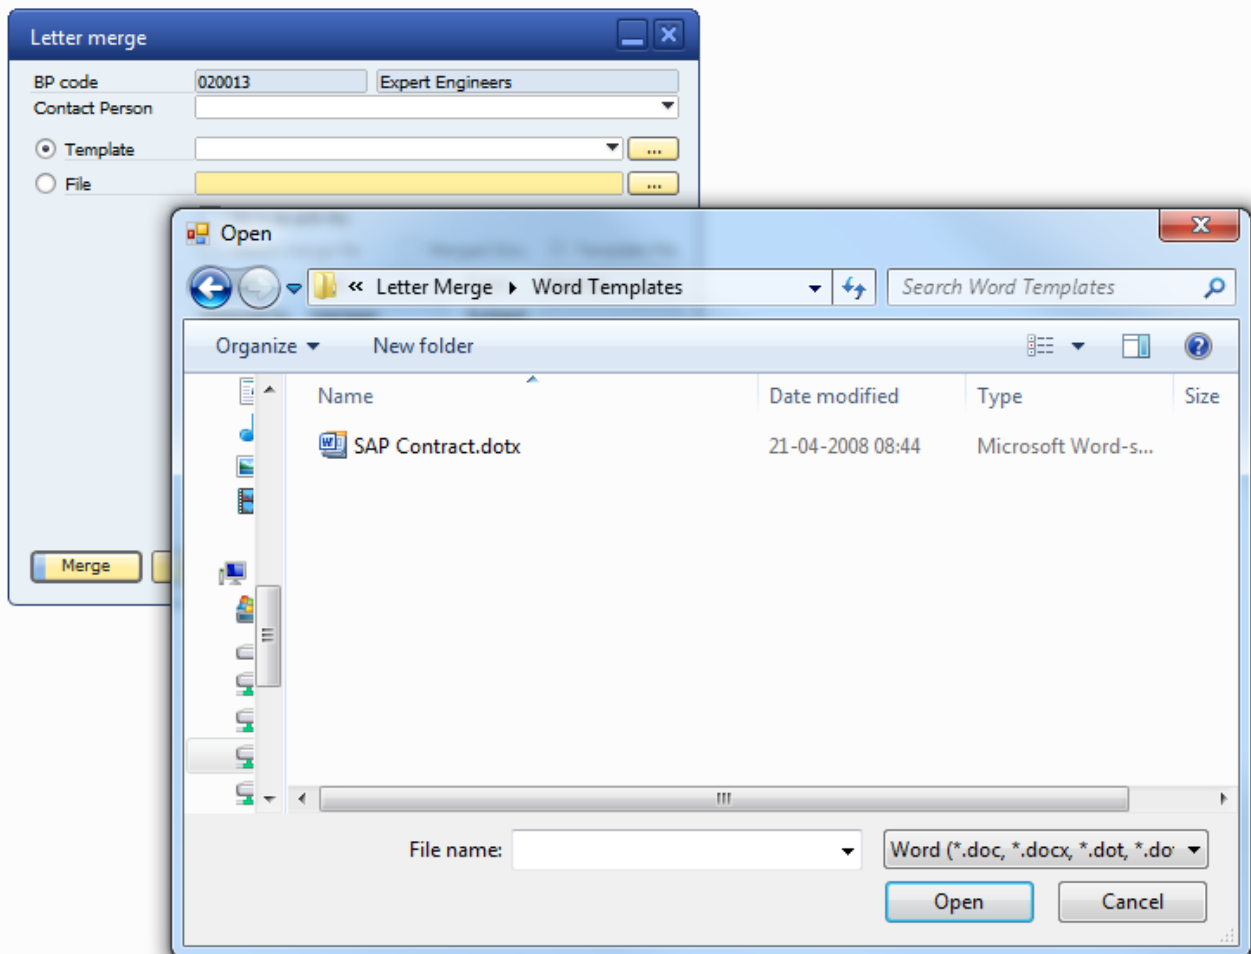 Letter merge
BP code 020013 Expert Engineers
Contact Person
Template ...
File ...
Open
« Letter Merge Word Templates Search Word Templates
Organize New folder
Name Date modified Type Size
SAP Contract.dotx 21-04-2008 08:44 Microsoft Word-s...
Merge
File name: Word (*.doc, *.docx, *.dot, *.do
Open Cancel